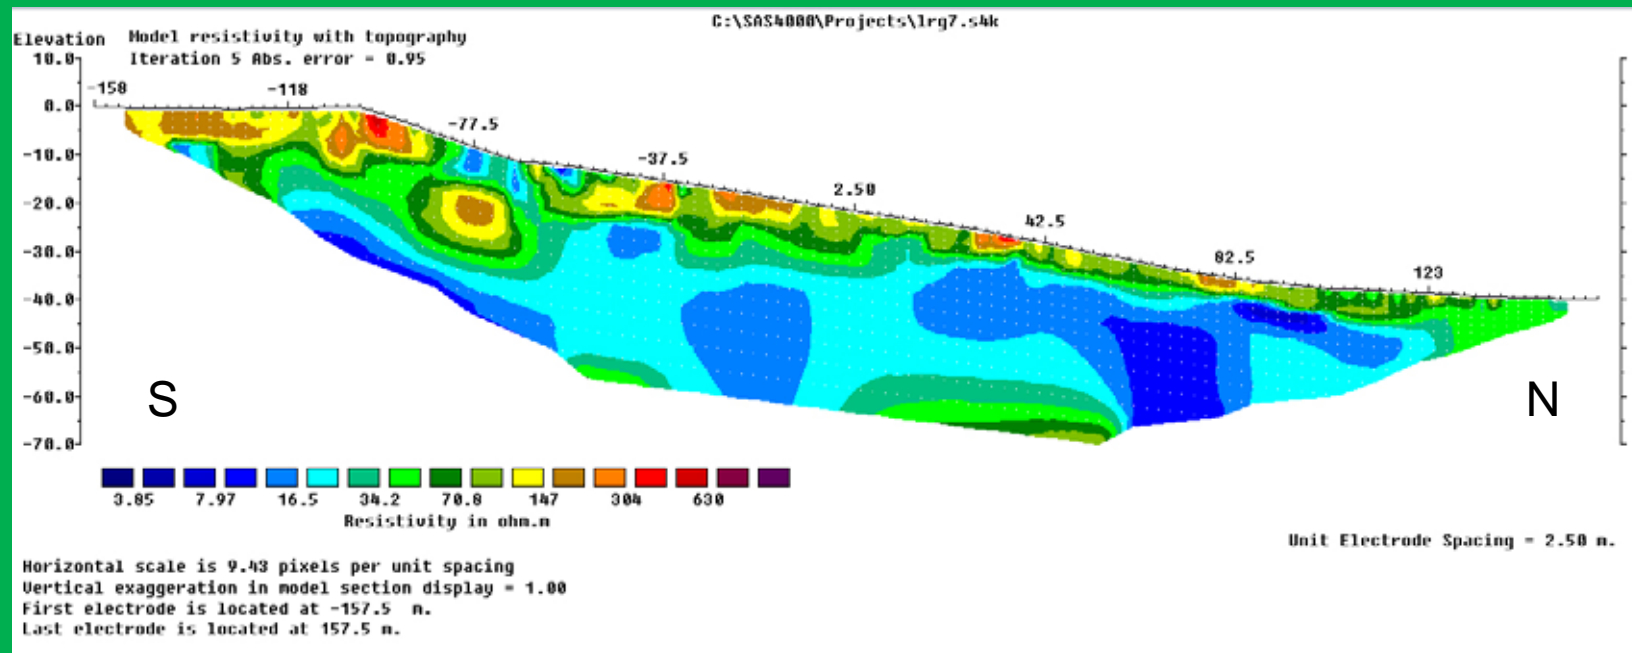 C:\SAS4000\Projects\lrg7.s4k
Elevation Model resistivity with topography
Iteration 5 Abs. error = 0.95
10.0
-158
-118
0.0
-77.5
-10.0
-37.5
2.50
-20.0
42.5
-30.0
82.5
123
-40.0
-50.0
-60.0
S
N
-70.0
3.85 7.97 16.5 34.2 70.8 147 304 630
Resistivity in ohm.m
Unit Electrode Spacing = 2.50 m.
Horizontal scale is 9.43 pixels per unit spacing
Vertical exaggeration in model section display = 1.00
First electrode is located at -157.5 m.
Last electrode is located at 157.5 m.